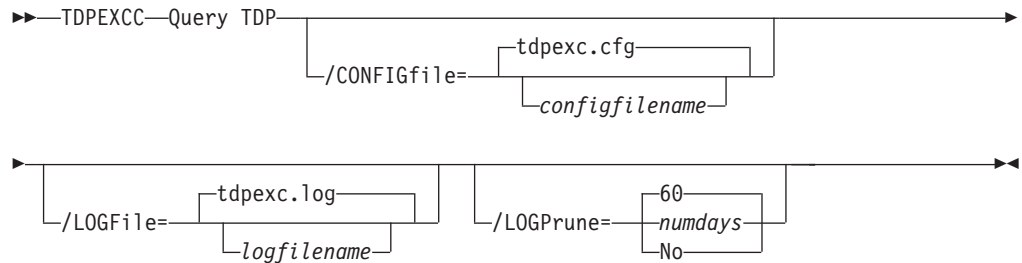 TDPEXCC Query TDP
tdpexc.cfg
/CONFIGfile=
configfilename
tdpexc.log
/LOGFile=
logfilename
60
/LOGPrune=
numdays
No